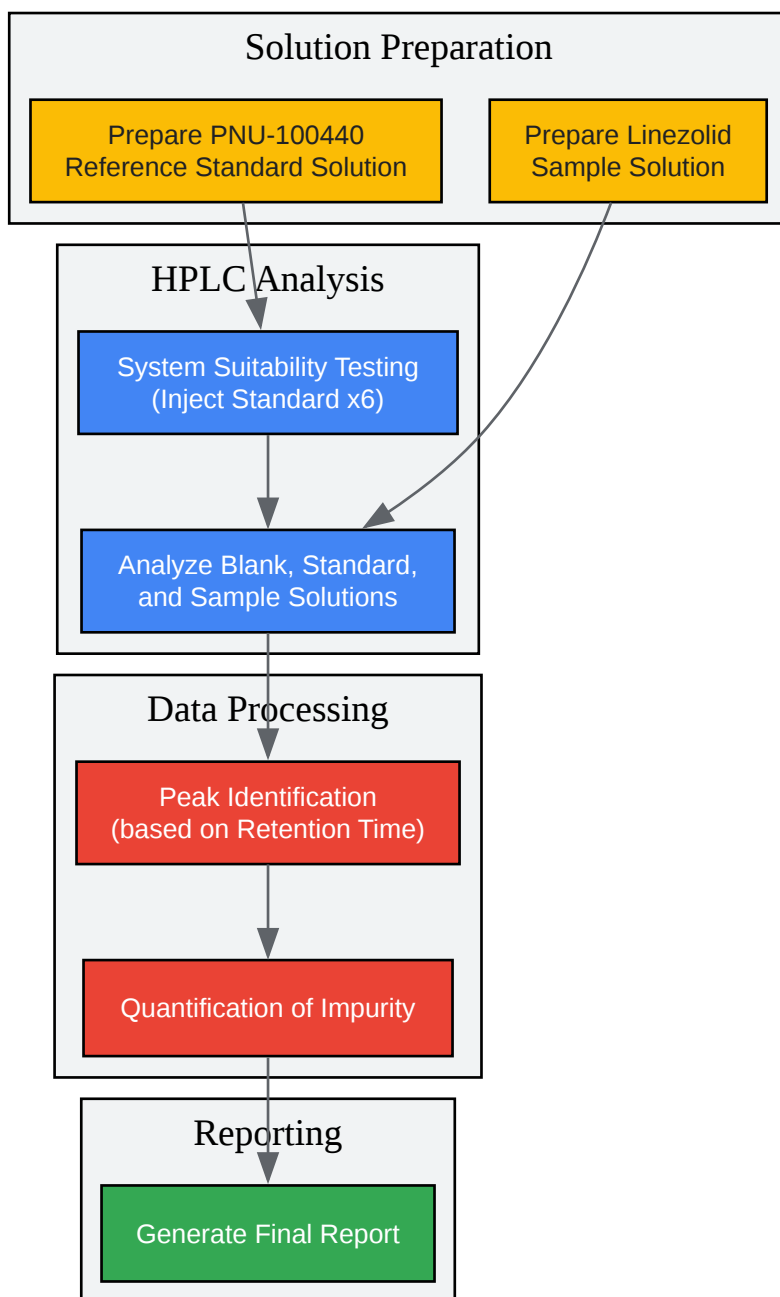 Solution Preparation
Prepare PNU-100440
Reference Standard Solution
Prepare Linezolid
Sample Solution
HPLC Analysis
System Suitability Testing
(Inject Standard x6)
Analyze Blank, Standard,
and Sample Solutions
Data Processing
Peak Identification
(based on Retention Time)
Quantification of Impurity
Reporting
Generate Final Report